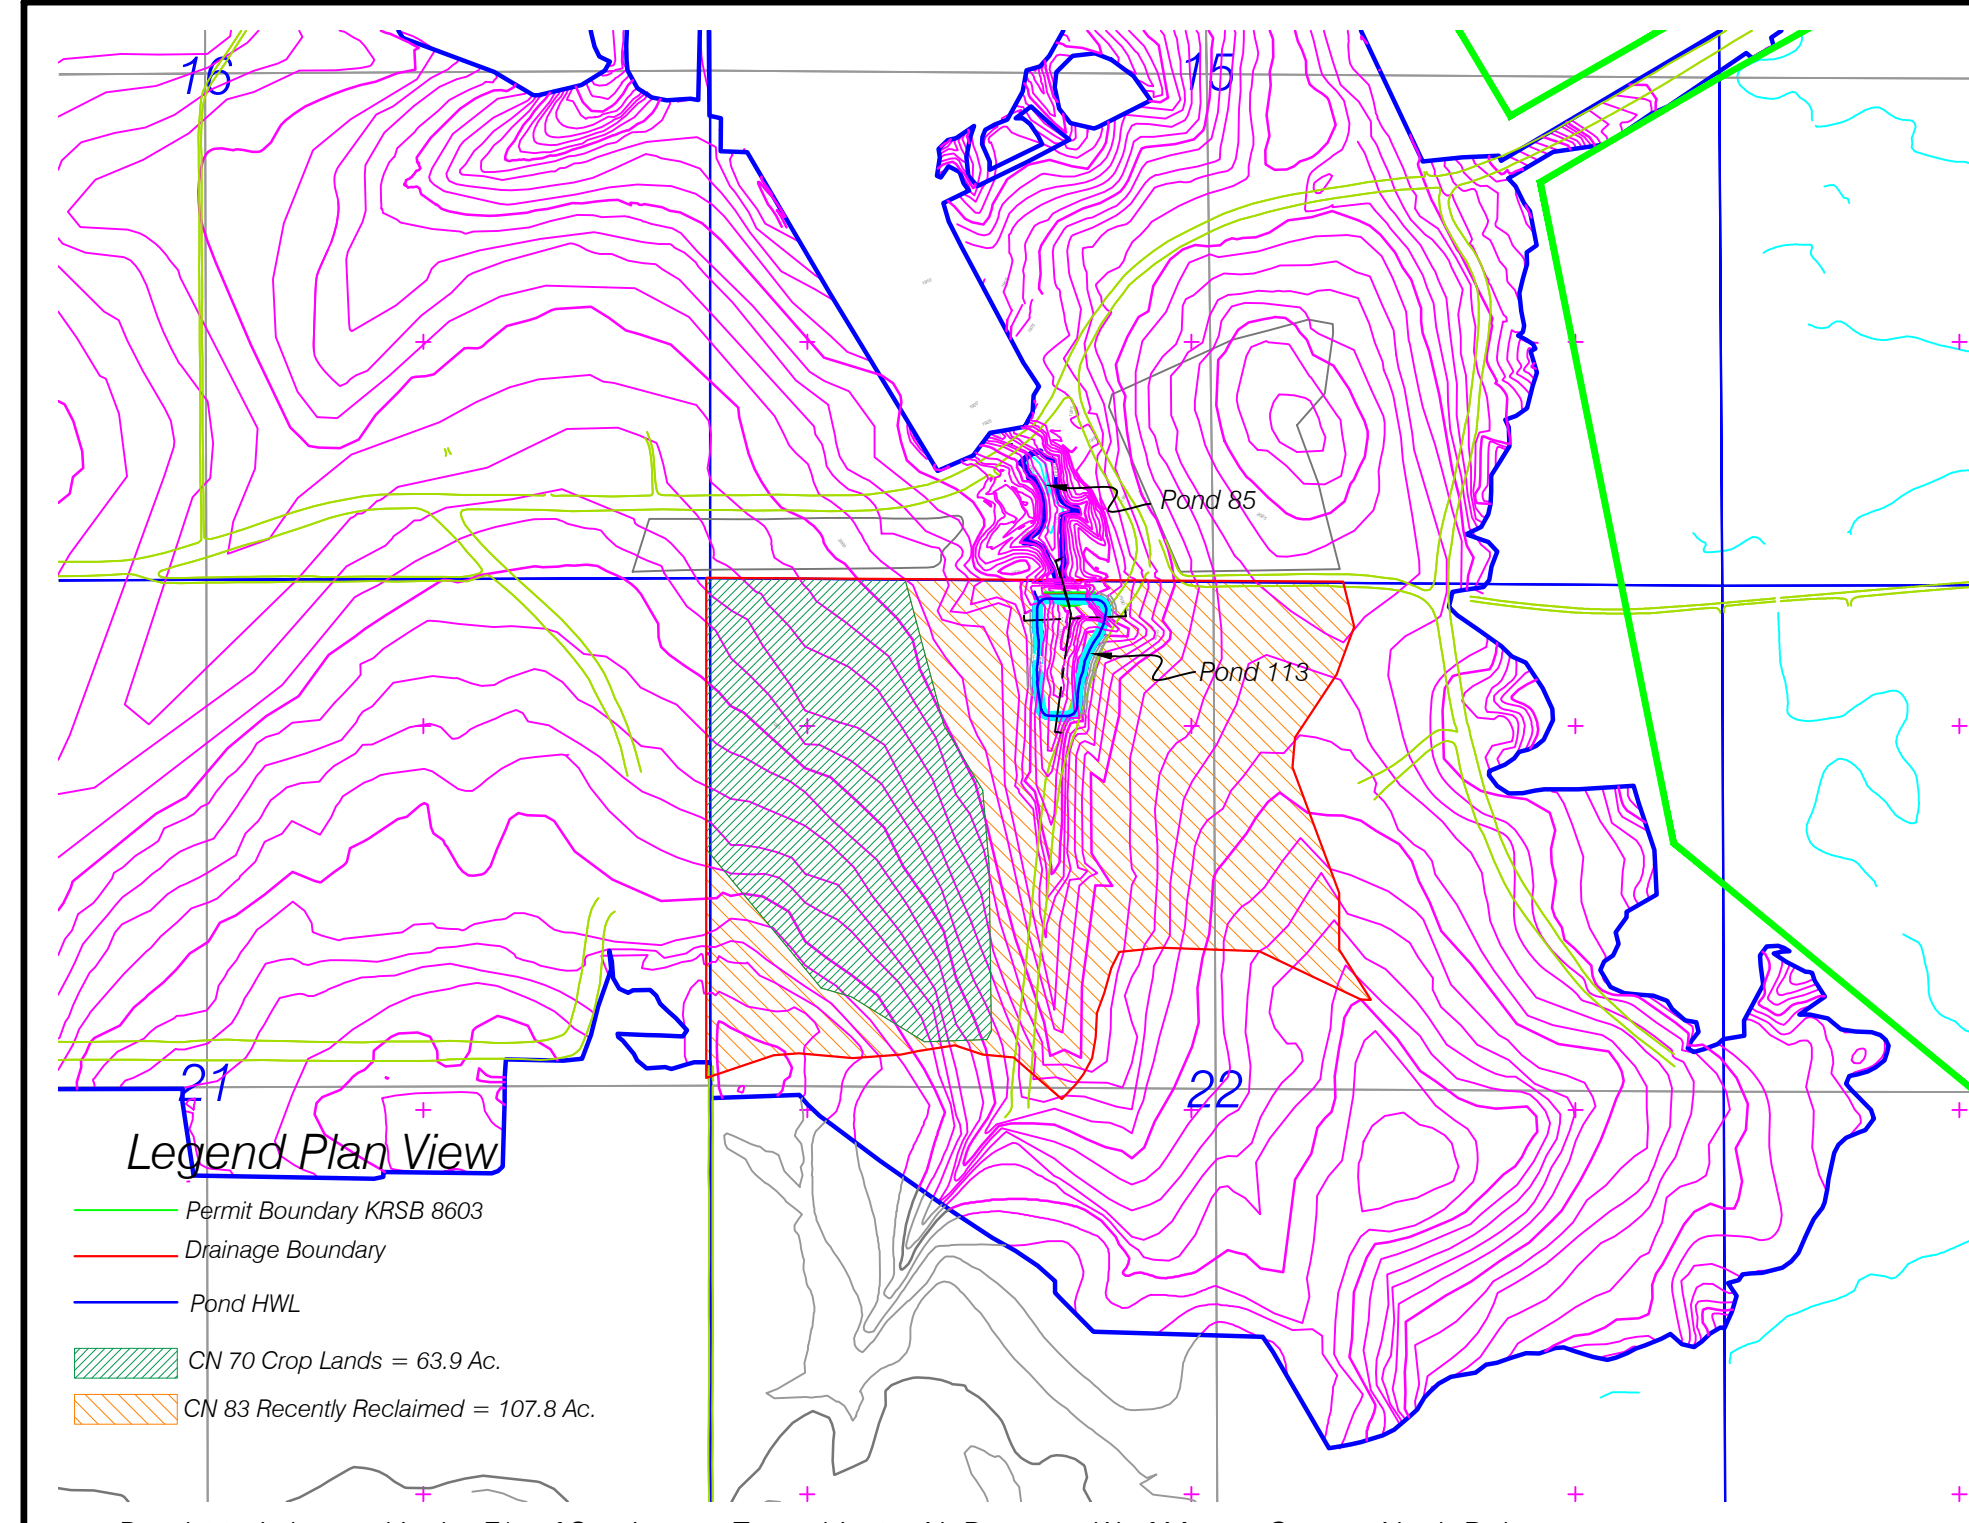 16
15
Pond 85
Pond 113
21
22
Legend Plan View
Permit Boundary KRSB 8603
Drainage Boundary
Pond HWL
CN 70 Crop Lands = 63.9 Ac.
CN 83 Recently Reclaimed = 107.8 Ac.